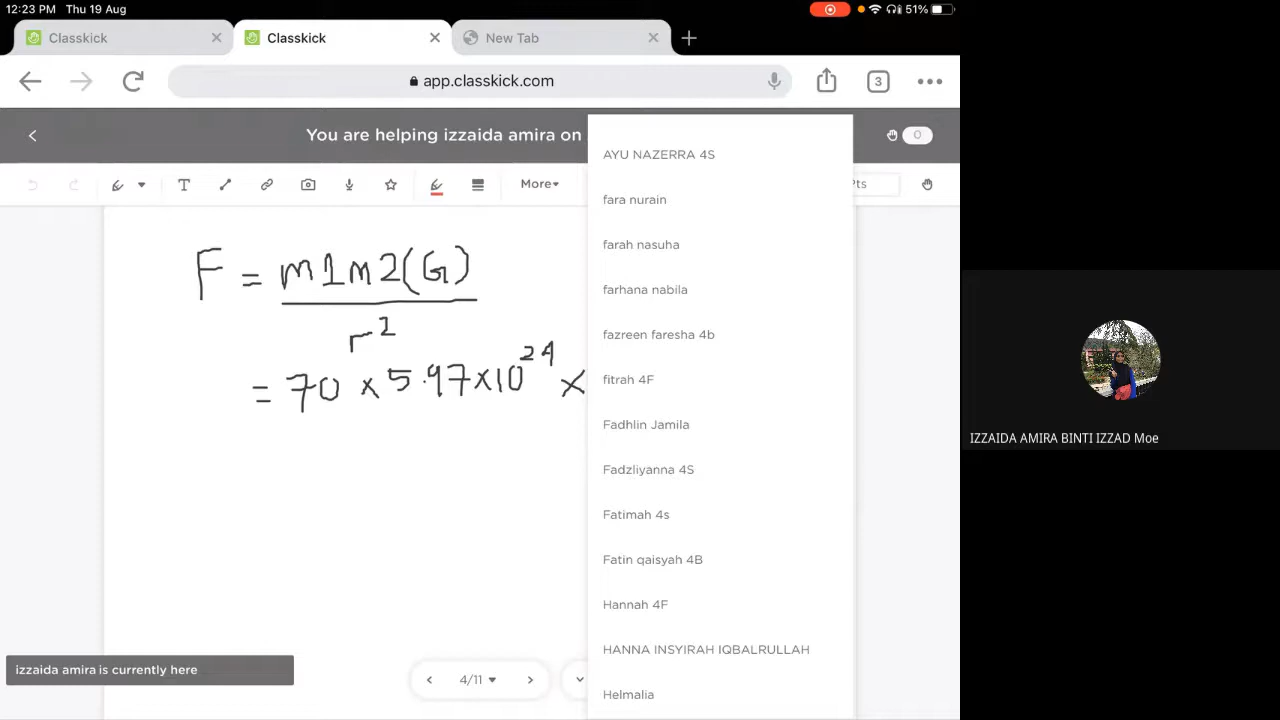 12:23 PM Thu 19 Aug
51%
Classkick
Classkick
New Tab
app.classkick.com
3
You are helping izzaida amira on
0
T
More
Pts
F = m1m2(G)
r²
= 70 x 5.97x10²⁴ x
AYU NAZERRA 4S
fara nurain
farah nasuha
farhana nabila
fazreen faresha 4b
fitrah 4F
Fadhlin Jamila
Fadzliyanna 4S
Fatimah 4s
Fatin qaisyah 4B
Hannah 4F
HANNA INSYIRAH IQBALRULLAH
Helmalia
izzaida amira is currently here
4/11
IZZAIDA AMIRA BINTI IZZAD Moe